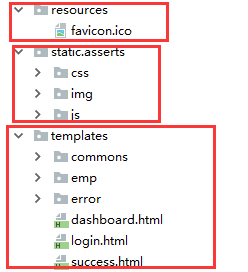 resources
favicon.ico
static.asserts
css
img
js
templates
commons
emp
error
dashboard.html
login.html
success.html